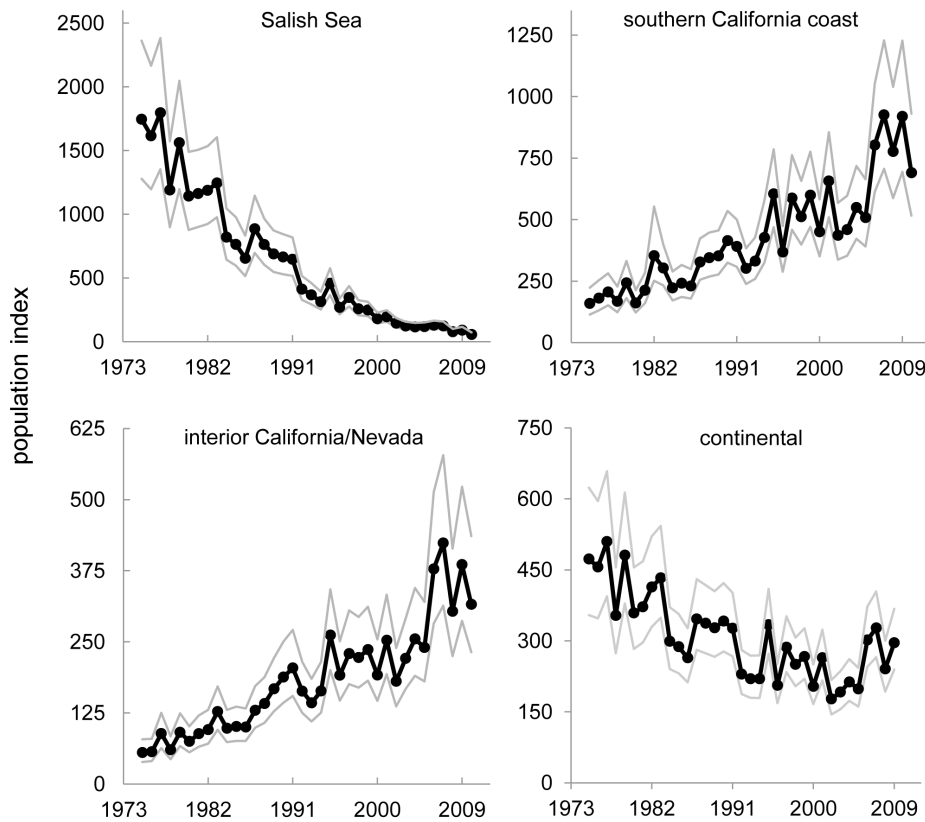 Salish Sea
2500
2000
1500
1000
500
0
1973 1982 1991 2000 2009
southern California coast
1250
1000
750
500
250
0
1973 1982 1991 2000 2009
population index
interior California/Nevada
625
500
375
250
125
0
1973 1982 1991 2000 2009
continental
750
600
450
300
150
0
1973 1982 1991 2000 2009